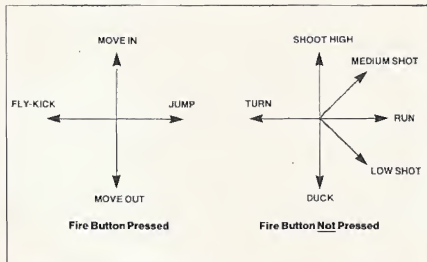 MOVE IN
FLY-KICK
JUMP
MOVE OUT
Fire Button Pressed
SHOOT HIGH
MEDIUM SHOT
TURN
RUN
LOW SHOT
DUCK
Fire Button Not Pressed